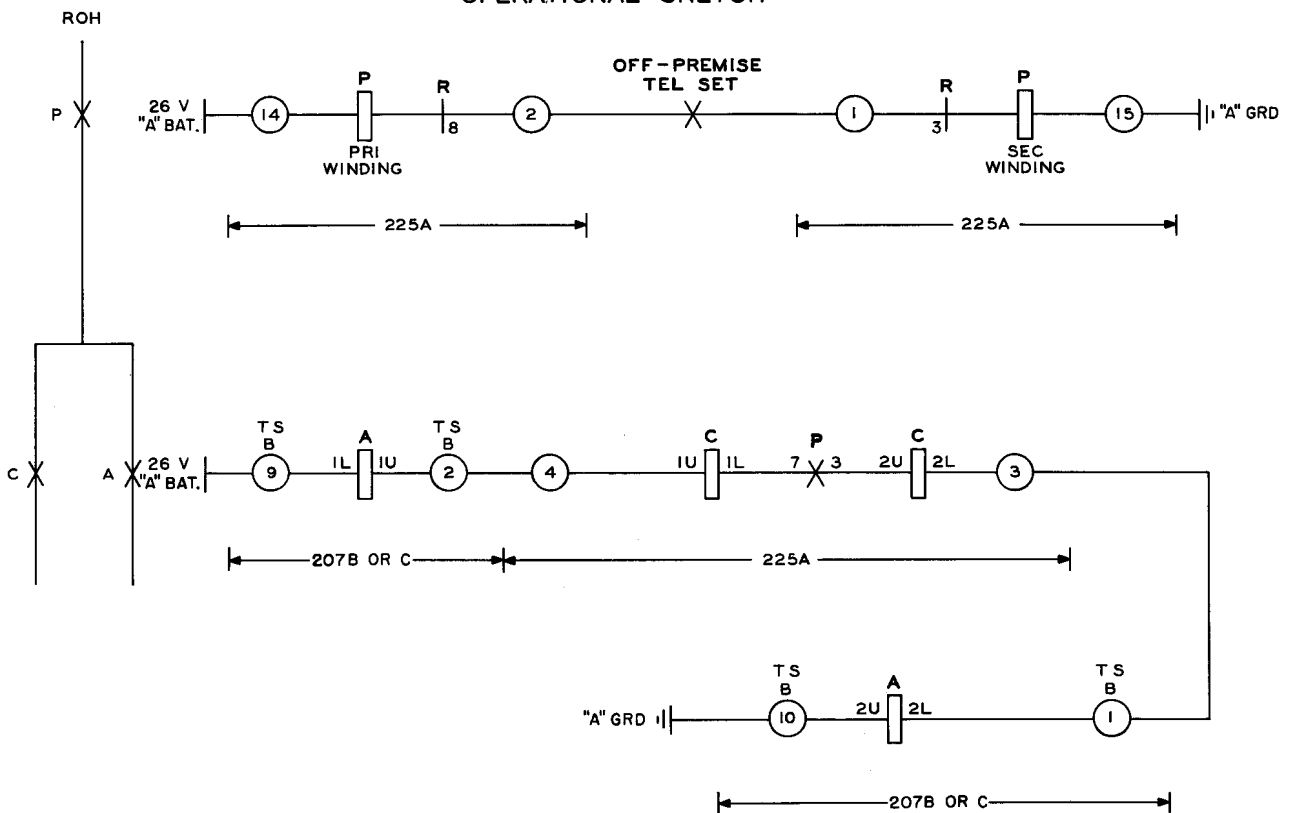 ROH
P
26 V
"A" BAT.
14
P
PRI
WINDING
R
8
2
OFF-PREMISE
TEL SET
1
R
3
P
SEC
WINDING
15
"A" GRD
225A
225A
C
A
26 V
"A" BAT.
TS
B
9
1L
A
1U
TS
B
2
4
1U
C
1L
7
P
3
2U
C
2L
3
207B OR C
225A
"A" GRD
TS
B
10
2U
A
2L
TS
B
1
207B OR C